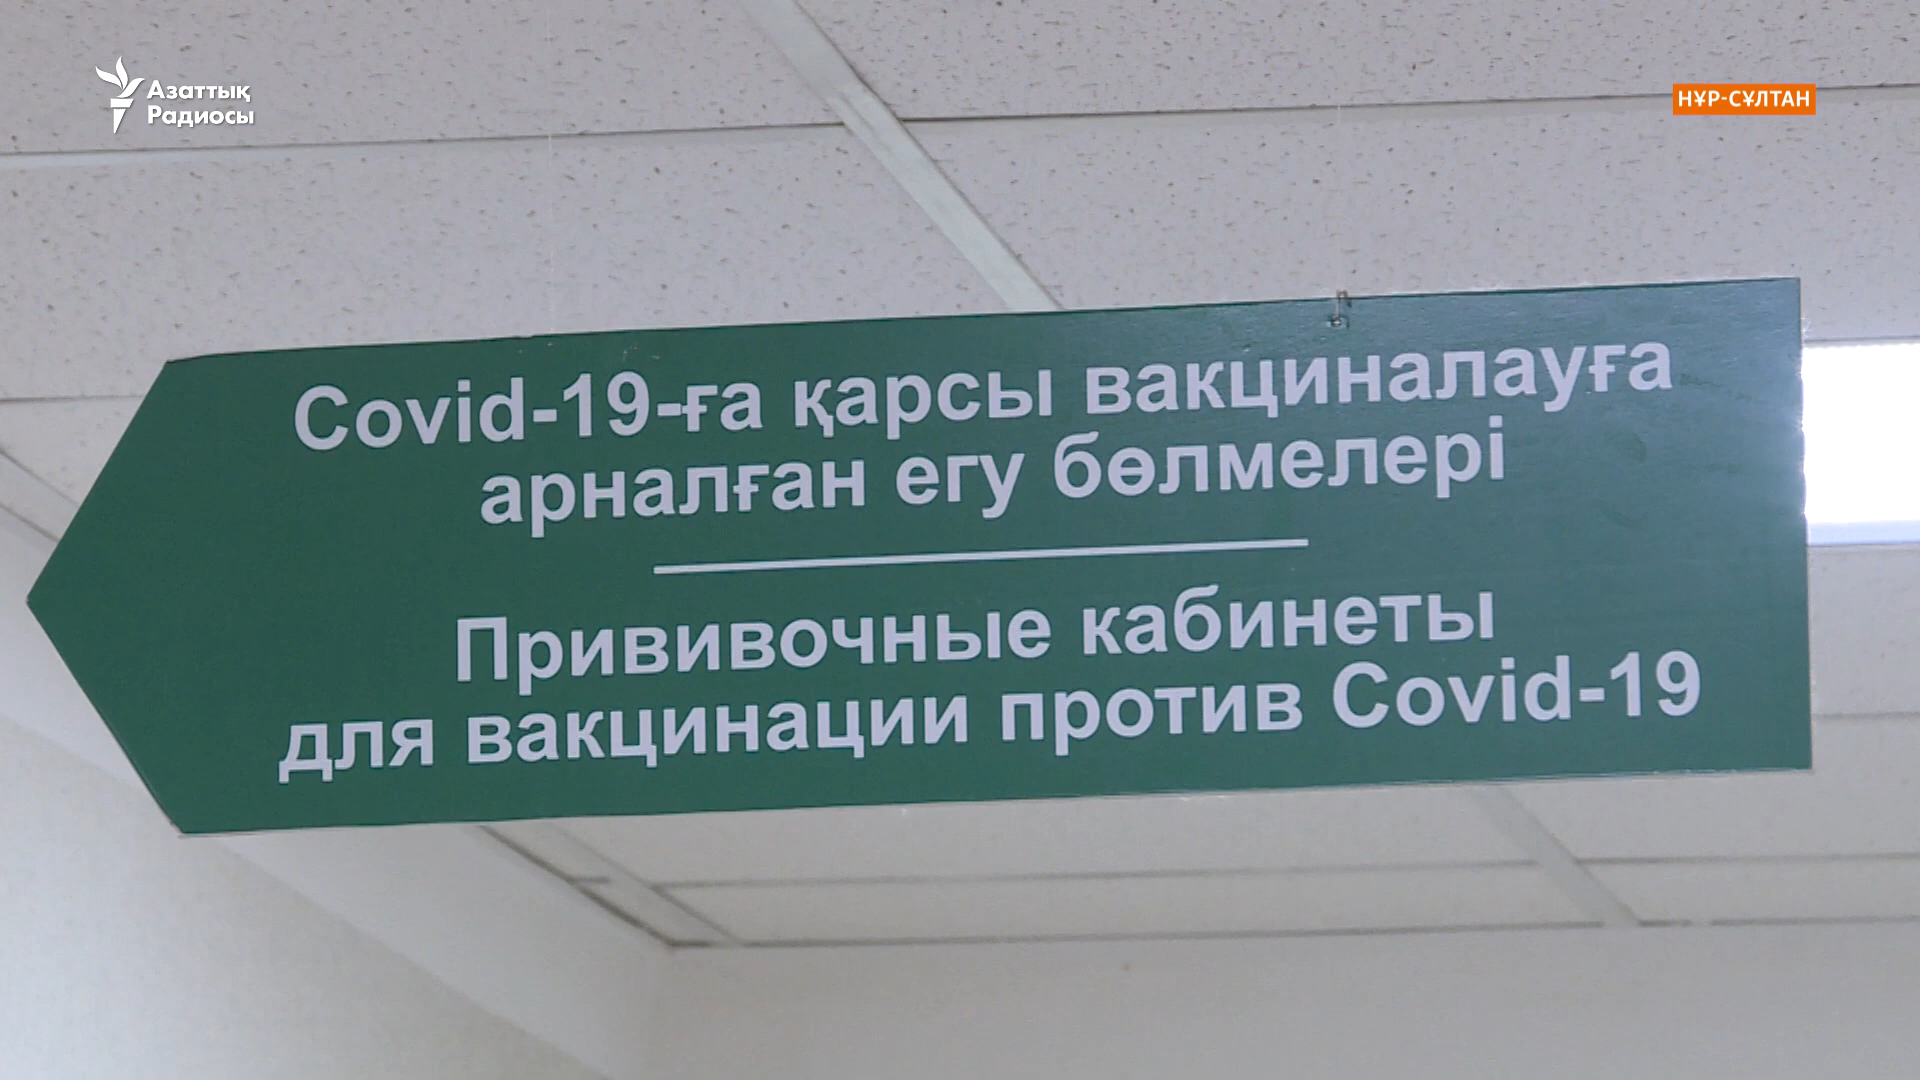 Азаттық
Радиосы
НҰР-СҰЛТАН
Covid-19-ға қарсы вакциналауға
арналған егу бөлмелері
Прививочные кабинеты
для вакцинации против Covid-19